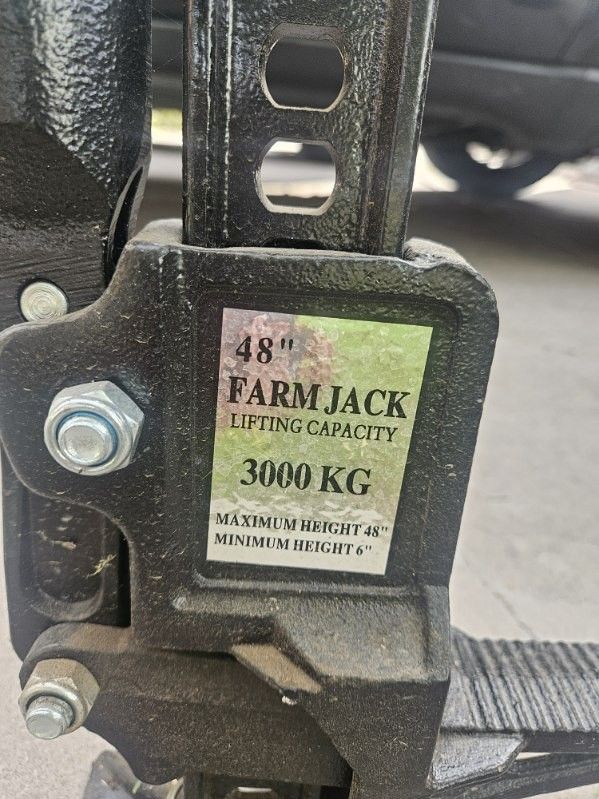 48"
FARM JACK
LIFTING CAPACITY
3000 KG
MAXIMUM HEIGHT 48"
MINIMUM HEIGHT 6"